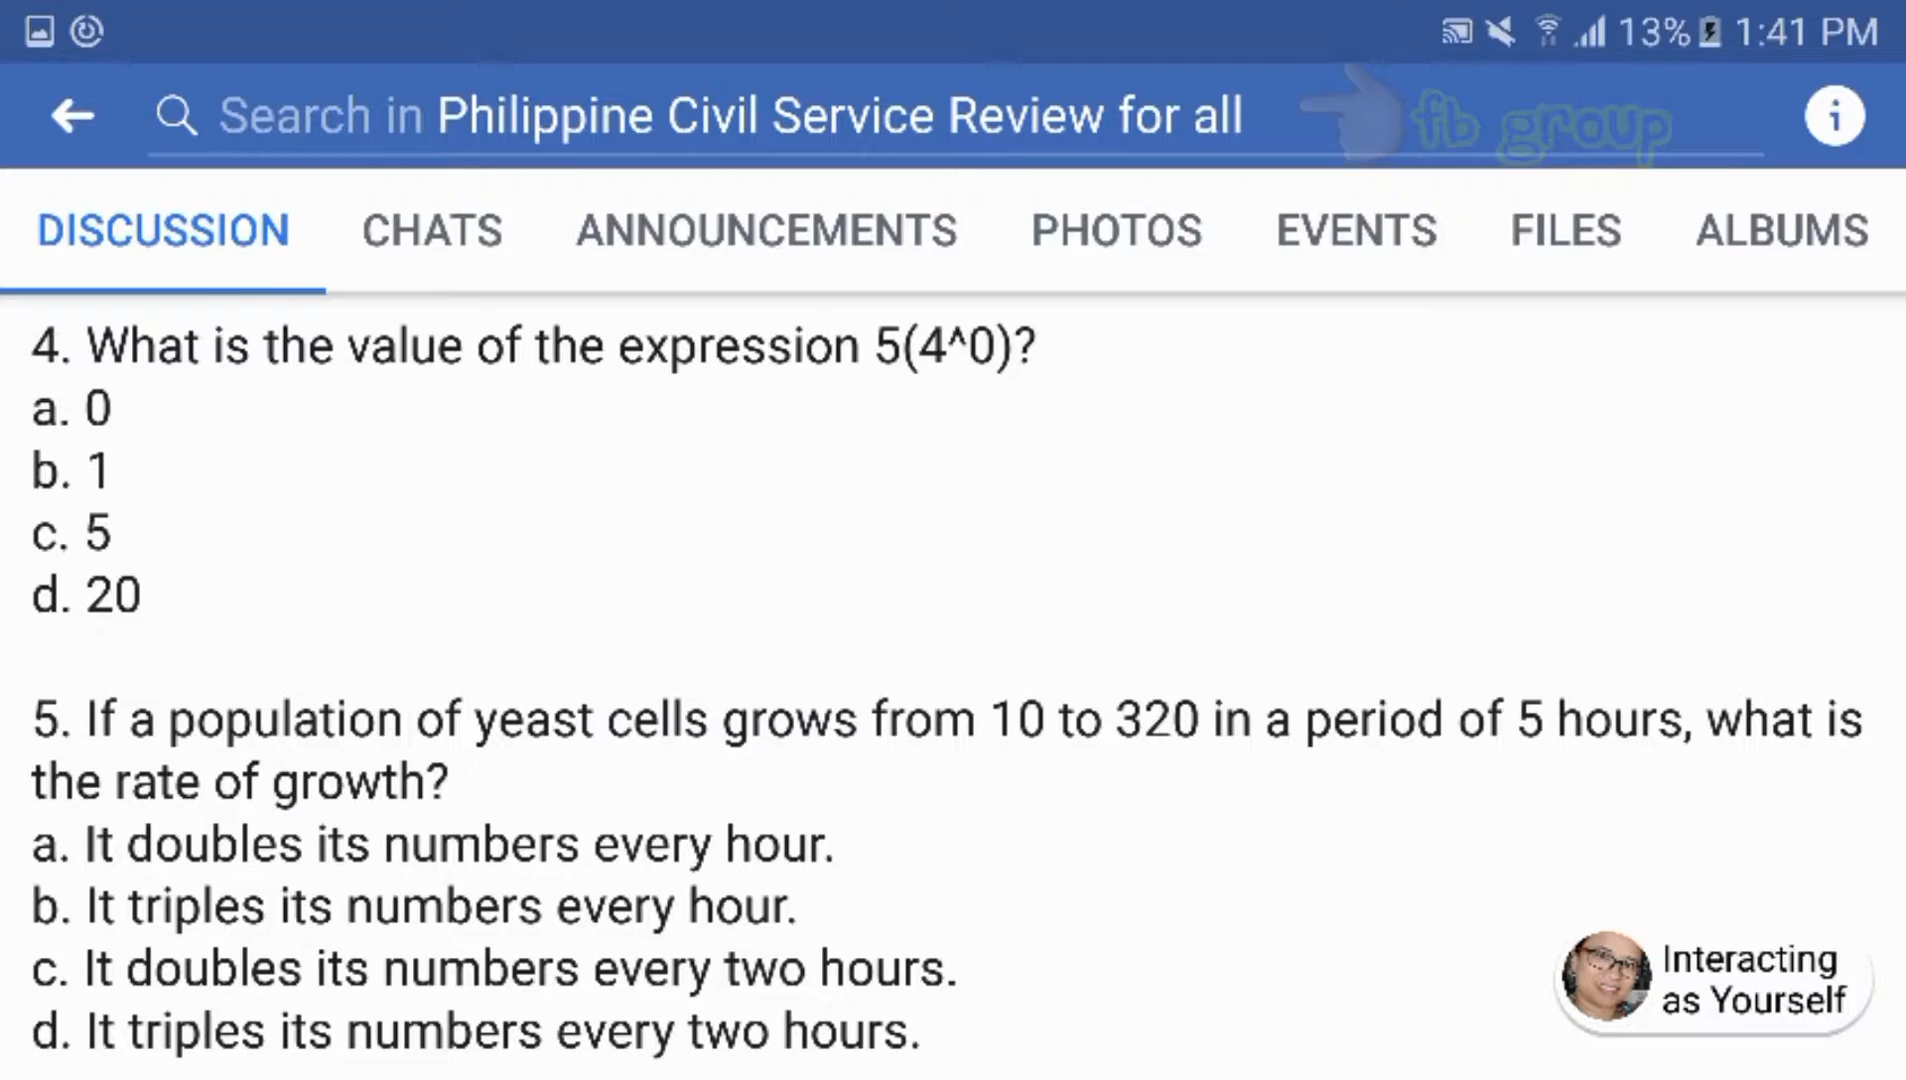 13% 1:41 PM
Search in Philippine Civil Service Review for all
fb group
DISCUSSION CHATS ANNOUNCEMENTS PHOTOS EVENTS FILES ALBUMS
4. What is the value of the expression 5(4^0)?
a. 0
b. 1
c. 5
d. 20
5. If a population of yeast cells grows from 10 to 320 in a period of 5 hours, what is
the rate of growth?
a. It doubles its numbers every hour.
b. It triples its numbers every hour.
c. It doubles its numbers every two hours.
d. It triples its numbers every two hours.
Interacting
as Yourself